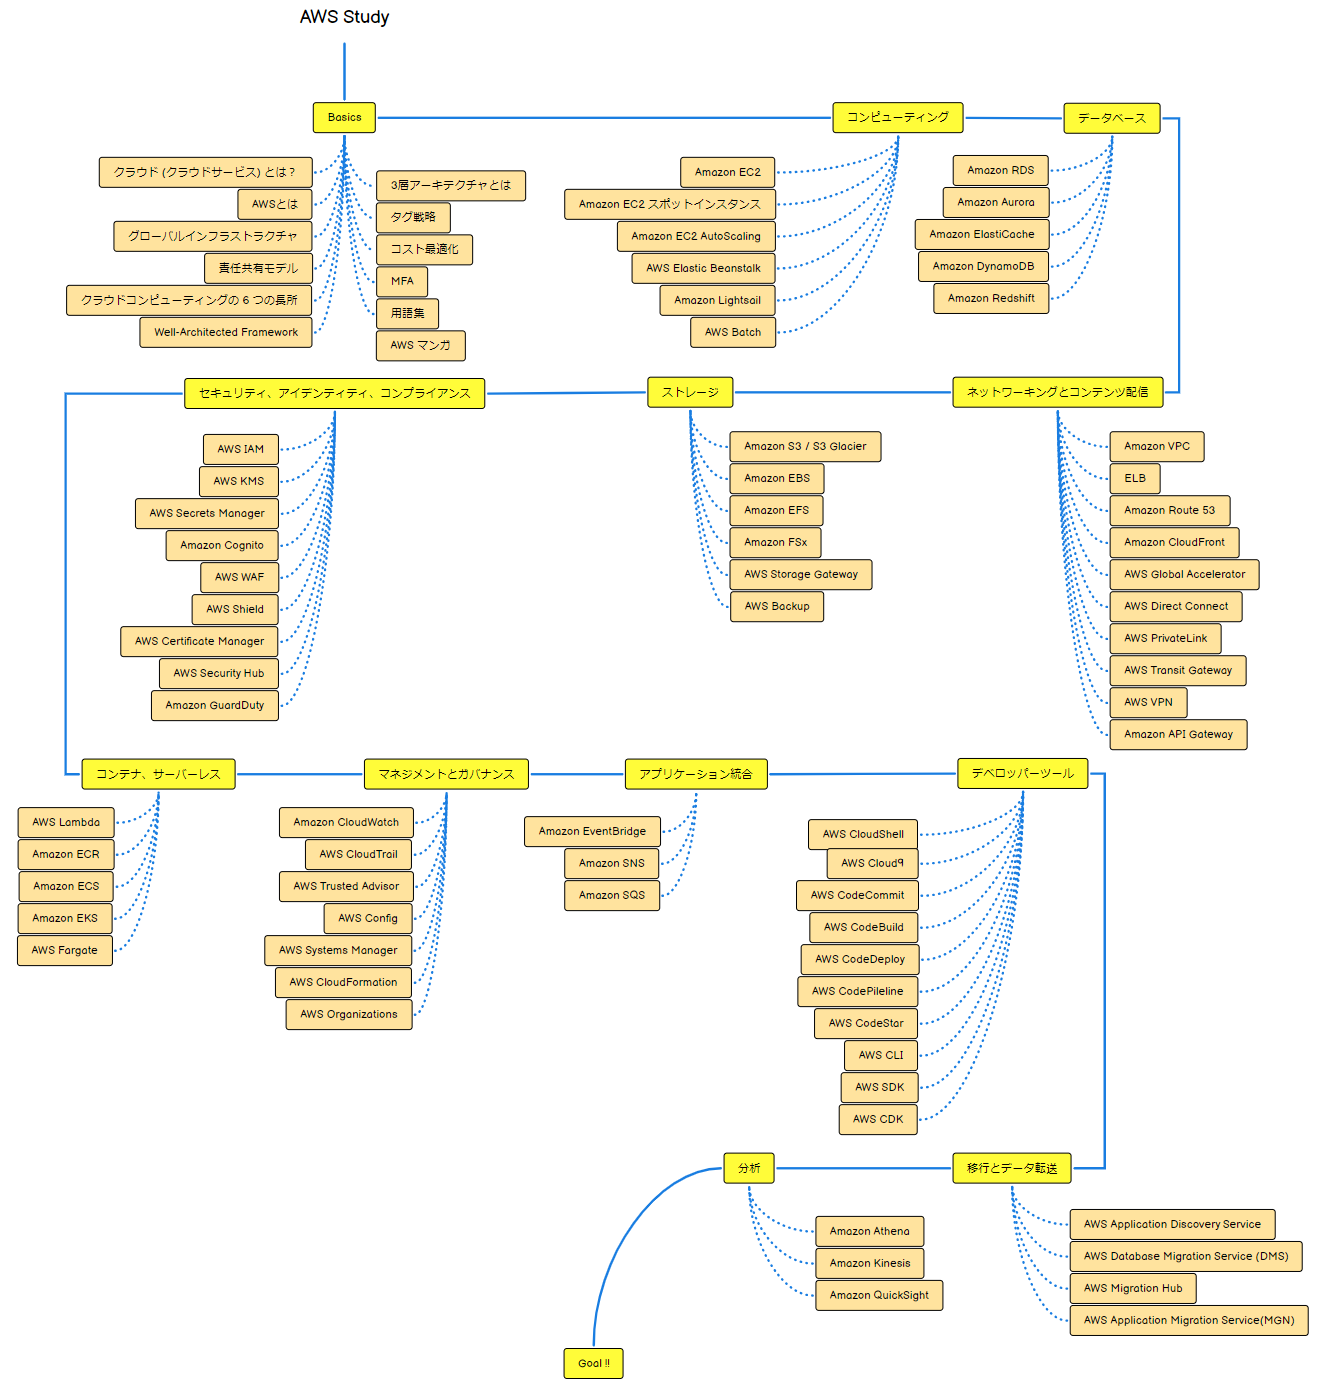 AWS Study
Basics
クラウド (クラウドサービス) とは？
AWSとは
グローバルインフラストラクチャ
責任共有モデル
クラウドコンピューティングの 6 つの長所
Well-Architected Framework
3層アーキテクチャとは
タグ戦略
コスト最適化
MFA
用語集
AWS マンガ
コンピューティング
Amazon EC2
Amazon EC2 スポットインスタンス
Amazon EC2 AutoScaling
AWS Elastic Beanstalk
Amazon Lightsail
AWS Batch
データベース
Amazon RDS
Amazon Aurora
Amazon ElastiCache
Amazon DynamoDB
Amazon Redshift
ネットワーキングとコンテンツ配信
Amazon VPC
ELB
Amazon Route 53
Amazon CloudFront
AWS Global Accelerator
AWS Direct Connect
AWS PrivateLink
AWS Transit Gateway
AWS VPN
Amazon API Gateway
ストレージ
Amazon S3 / S3 Glacier
Amazon EBS
Amazon EFS
Amazon FSx
AWS Storage Gateway
AWS Backup
セキュリティ、アイデンティティ、コンプライアンス
AWS IAM
AWS KMS
AWS Secrets Manager
Amazon Cognito
AWS WAF
AWS Shield
AWS Certificate Manager
AWS Security Hub
Amazon GuardDuty
コンテナ、サーバーレス
AWS Lambda
Amazon ECR
Amazon ECS
Amazon EKS
AWS Fargate
マネジメントとガバナンス
Amazon CloudWatch
AWS CloudTrail
AWS Trusted Advisor
AWS Config
AWS Systems Manager
AWS CloudFormation
AWS Organizations
アプリケーション統合
Amazon EventBridge
Amazon SNS
Amazon SQS
デベロッパーツール
AWS CloudShell
AWS Cloud9
AWS CodeCommit
AWS CodeBuild
AWS CodeDeploy
AWS CodePileline
AWS CodeStar
AWS CLI
AWS SDK
AWS CDK
移行とデータ転送
AWS Application Discovery Service
AWS Database Migration Service (DMS)
AWS Migration Hub
AWS Application Migration Service(MGN)
分析
Amazon Athena
Amazon Kinesis
Amazon QuickSight
Goal !!